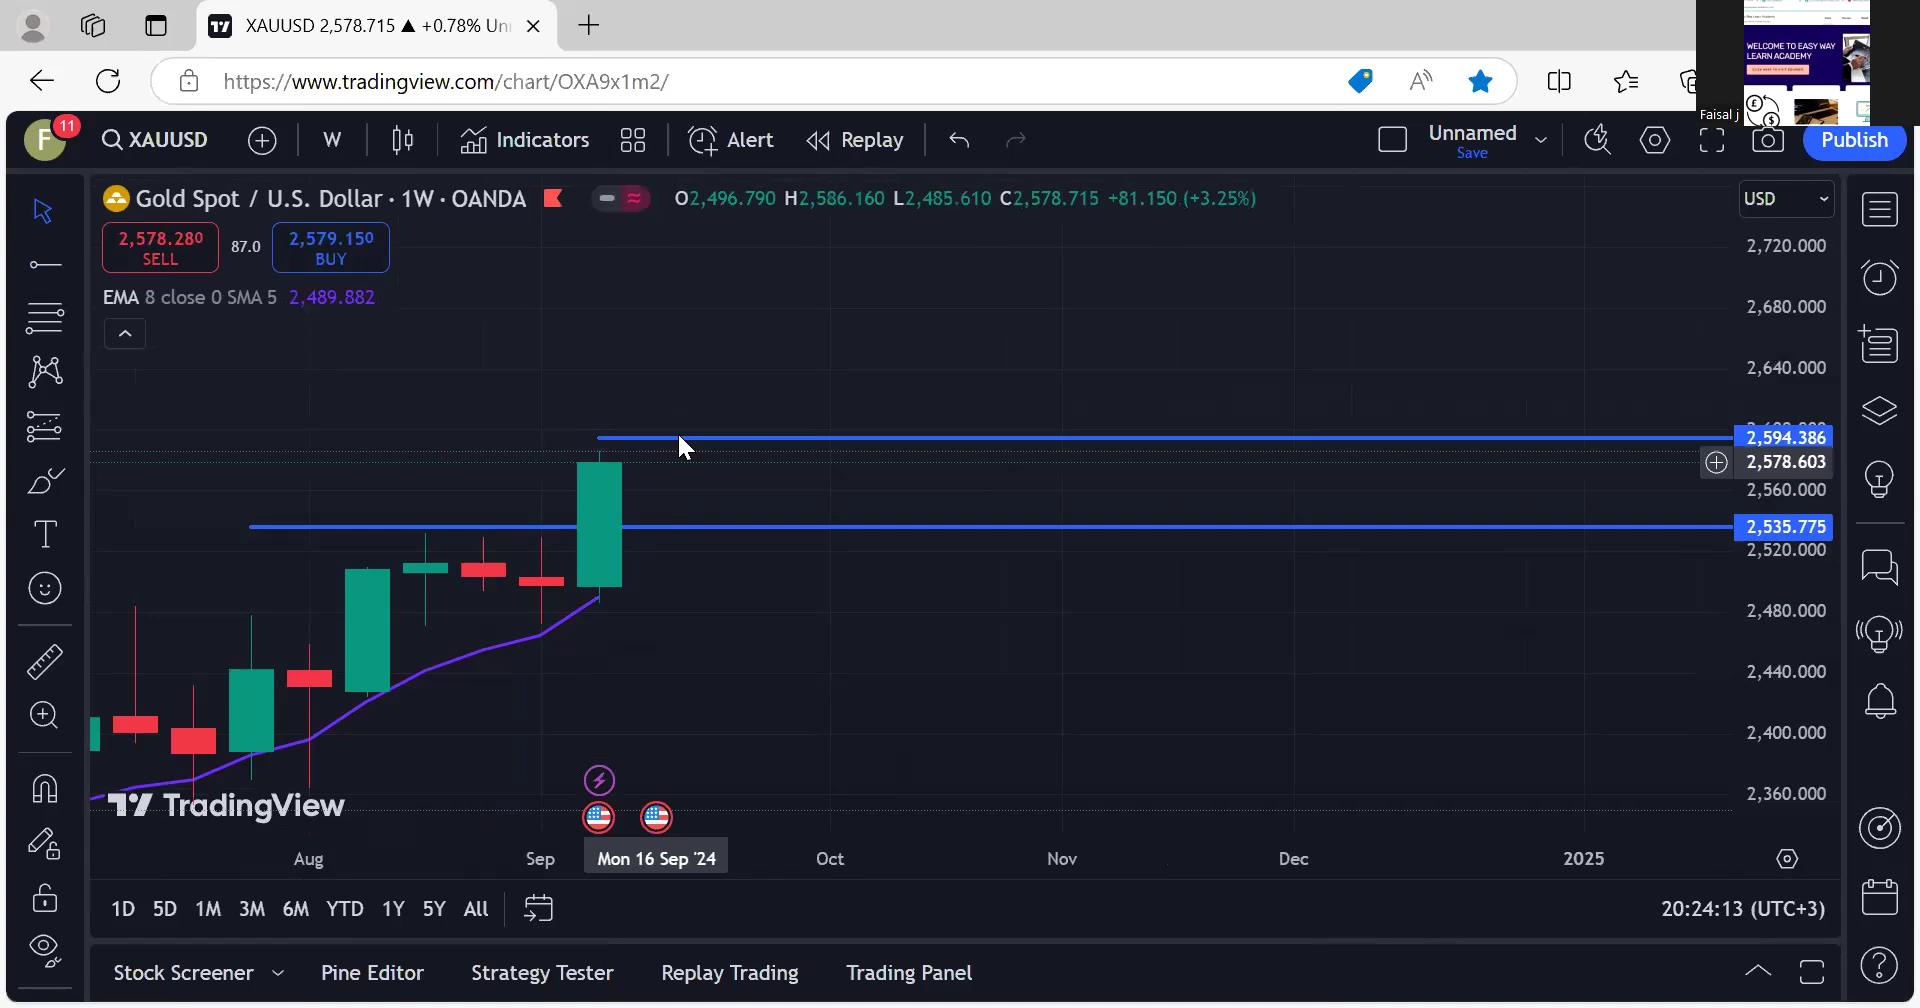 XAUUSD 2,578.715 ▲ +0.78% Un
https://www.tradingview.com/chart/OXA9x1m2/
WELCOME TO EASY WAY
LEARN ACADEMY
Faisal j
F
11
XAUUSD
W
Indicators
Alert
Replay
Unnamed
Save
Publish
Gold Spot / U.S. Dollar · 1W · OANDA
O2,496.790 H2,586.160 L2,485.610 C2,578.715 +81.150 (+3.25%)
USD
2,578.280
SELL
87.0
2,579.150
BUY
EMA 8 close 0 SMA 5 2,489.882
2,720.000
2,680.000
2,640.000
2,594.386
2,578.603
2,560.000
2,535.775
2,520.000
2,480.000
2,440.000
2,400.000
2,360.000
TradingView
Aug
Sep
Mon 16 Sep '24
Oct
Nov
Dec
2025
1D 5D 1M 3M 6M YTD 1Y 5Y All
20:24:13 (UTC+3)
Stock Screener
Pine Editor
Strategy Tester
Replay Trading
Trading Panel